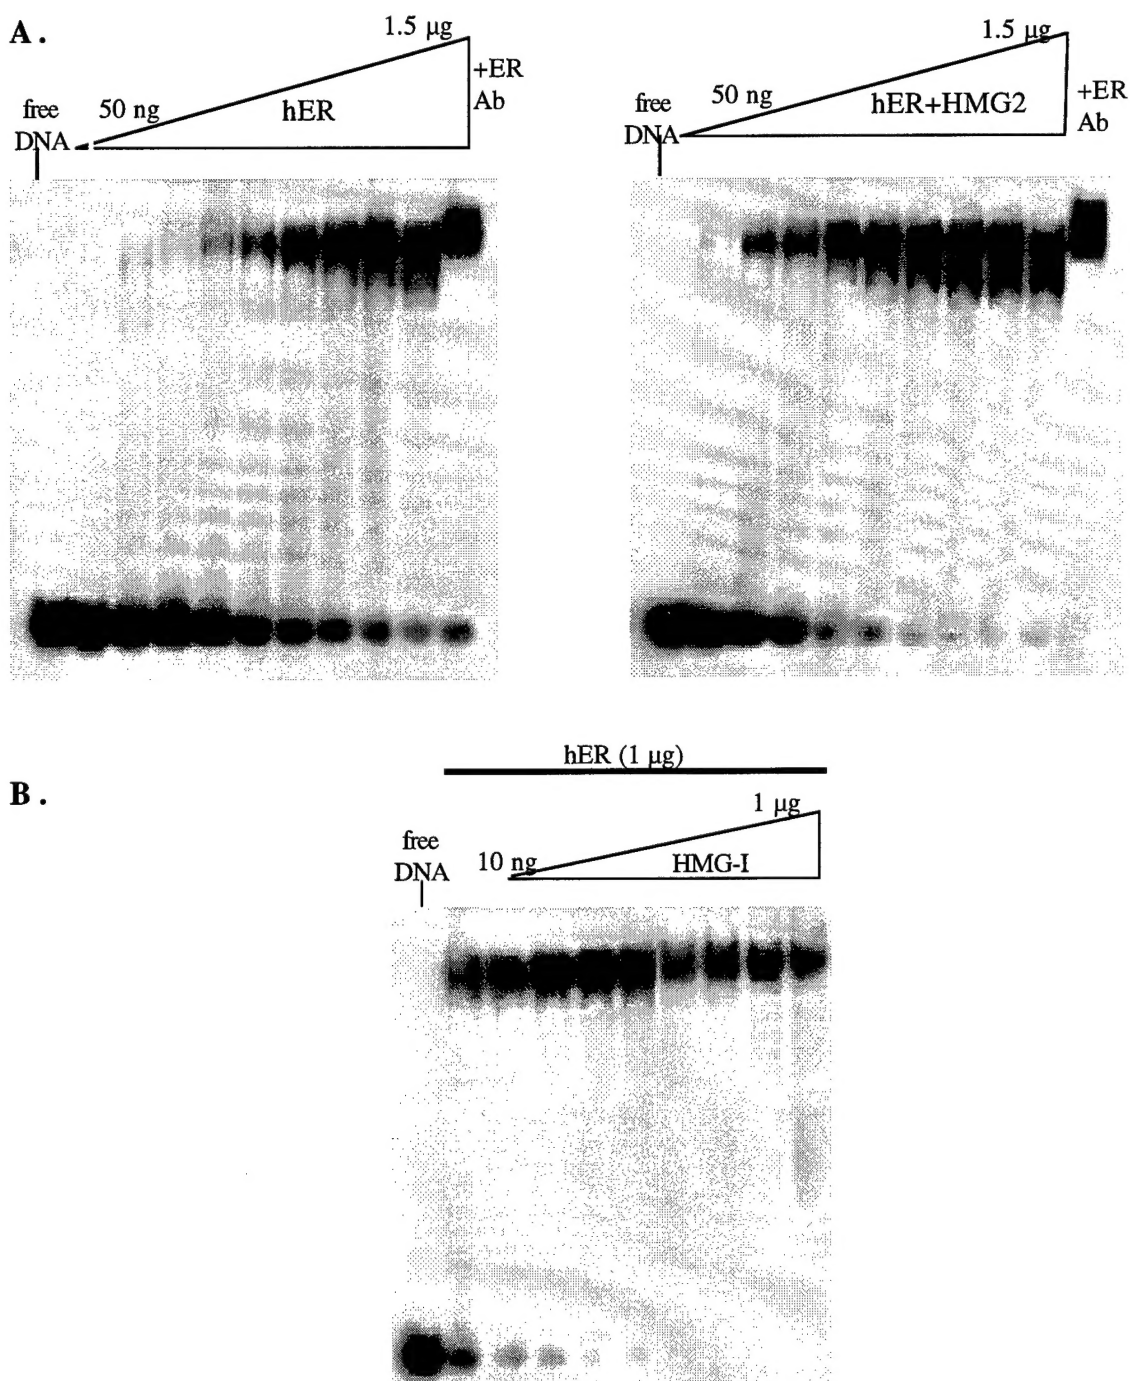 A.
1.5 µg
+ER
Ab
50 ng
hER
free
DNA
1.5 µg
+ER
Ab
50 ng
hER+HMG2
free
DNA
hER (1 µg)
B.
1 µg
free
DNA
10 ng
HMG-I